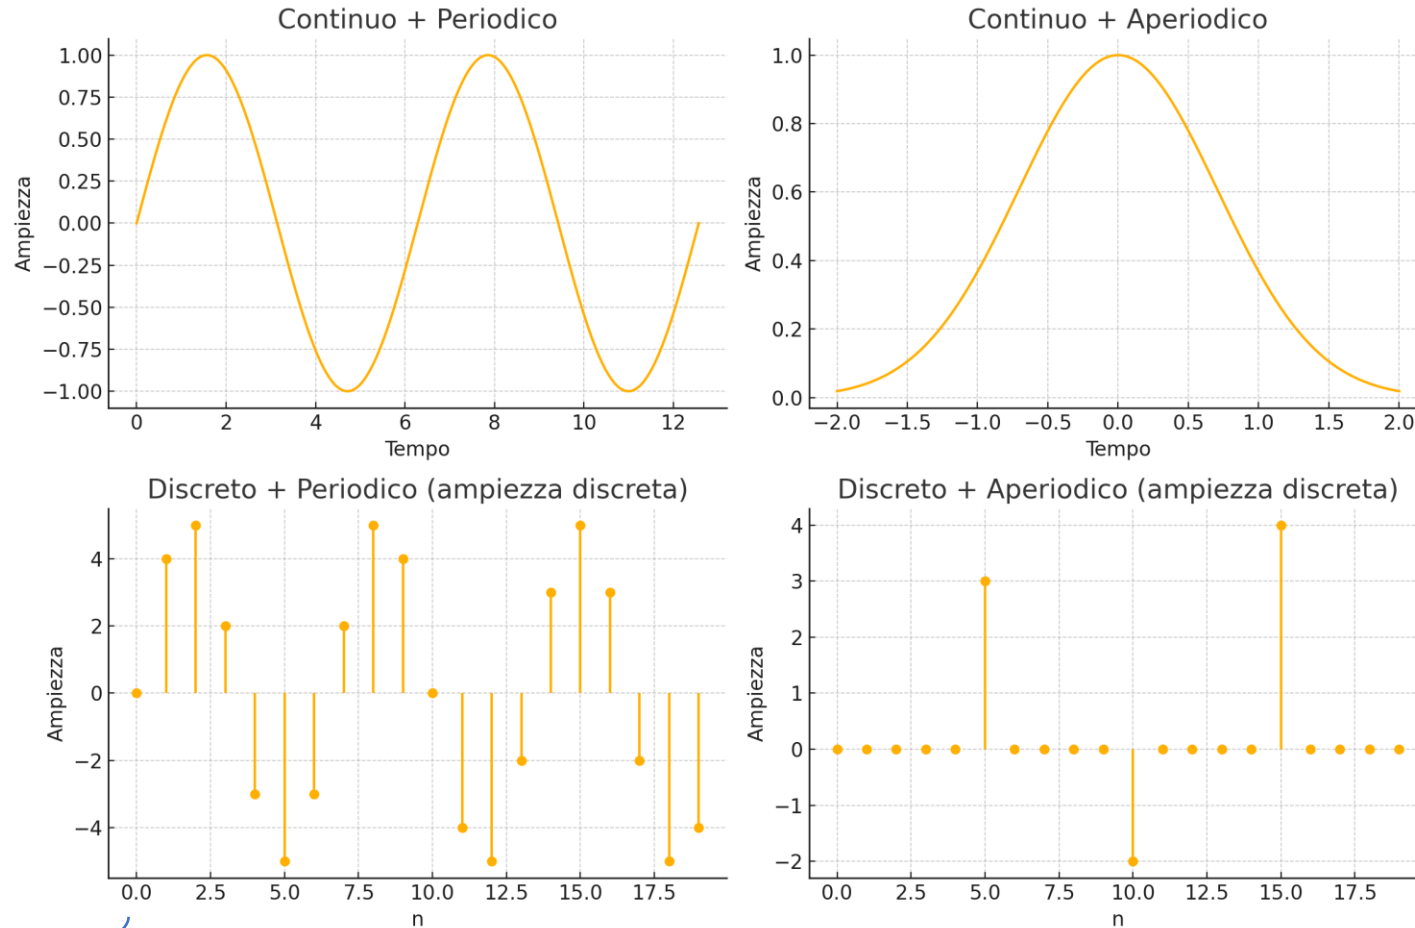 Continuo + Periodico
1.00
0.75
0.50
0.25
0.00
−0.25
−0.50
−0.75
−1.00
Ampiezza
0 2 4 6 8 10 12
Tempo
Continuo + Aperiodico
1.0
0.8
0.6
0.4
0.2
0.0
Ampiezza
−2.0 −1.5 −1.0 −0.5 0.0 0.5 1.0 1.5 2.0
Tempo
Discreto + Periodico (ampiezza discreta)
4
2
0
−2
−4
Ampiezza
0.0 2.5 5.0 7.5 10.0 12.5 15.0 17.5
n
Discreto + Aperiodico (ampiezza discreta)
4
3
2
1
0
−1
−2
Ampiezza
0.0 2.5 5.0 7.5 10.0 12.5 15.0 17.5
n